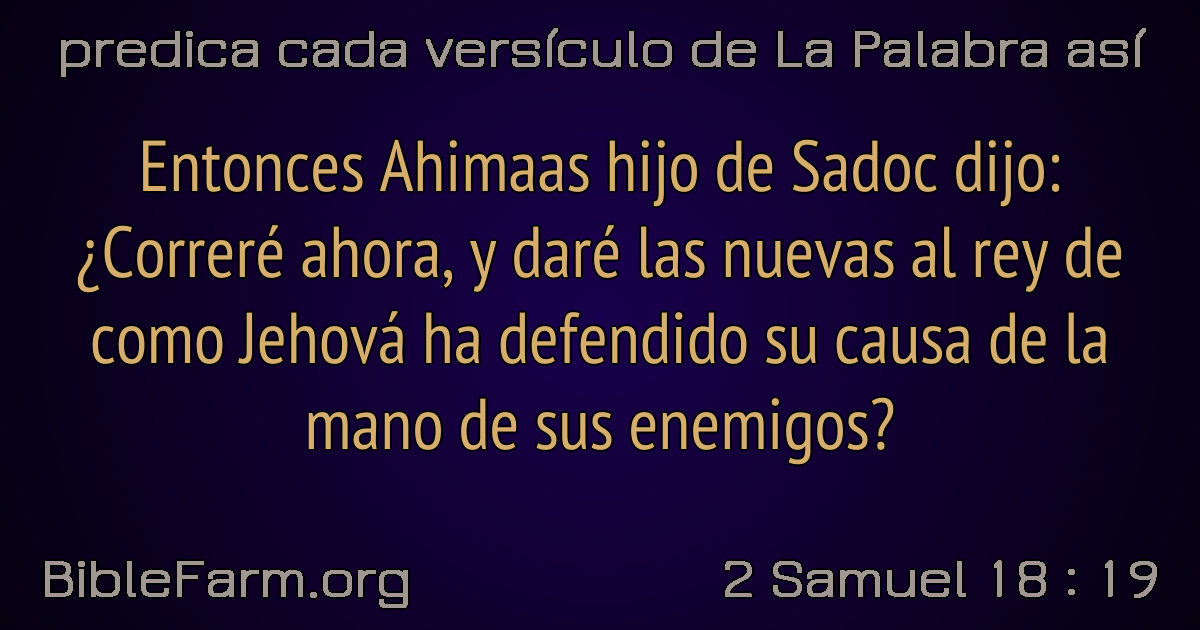 predica cada versículo de La Palabra así
Entonces Ahimaas hijo de Sadoc dijo:
¿Correré ahora, y daré las nuevas al rey de
como Jehová ha defendido su causa de la
mano de sus enemigos?
BibleFarm.org
2 Samuel 18 : 19